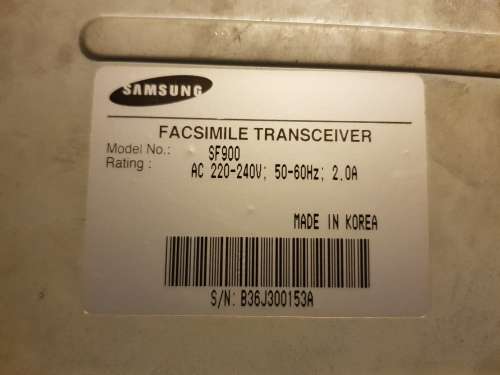 SAMSUNG
FACSIMILE TRANSCEIVER
Model No.: SF900
Rating : AC 220-240V; 50-60Hz; 2.0A
MADE IN KOREA
S/N: B36J300153A